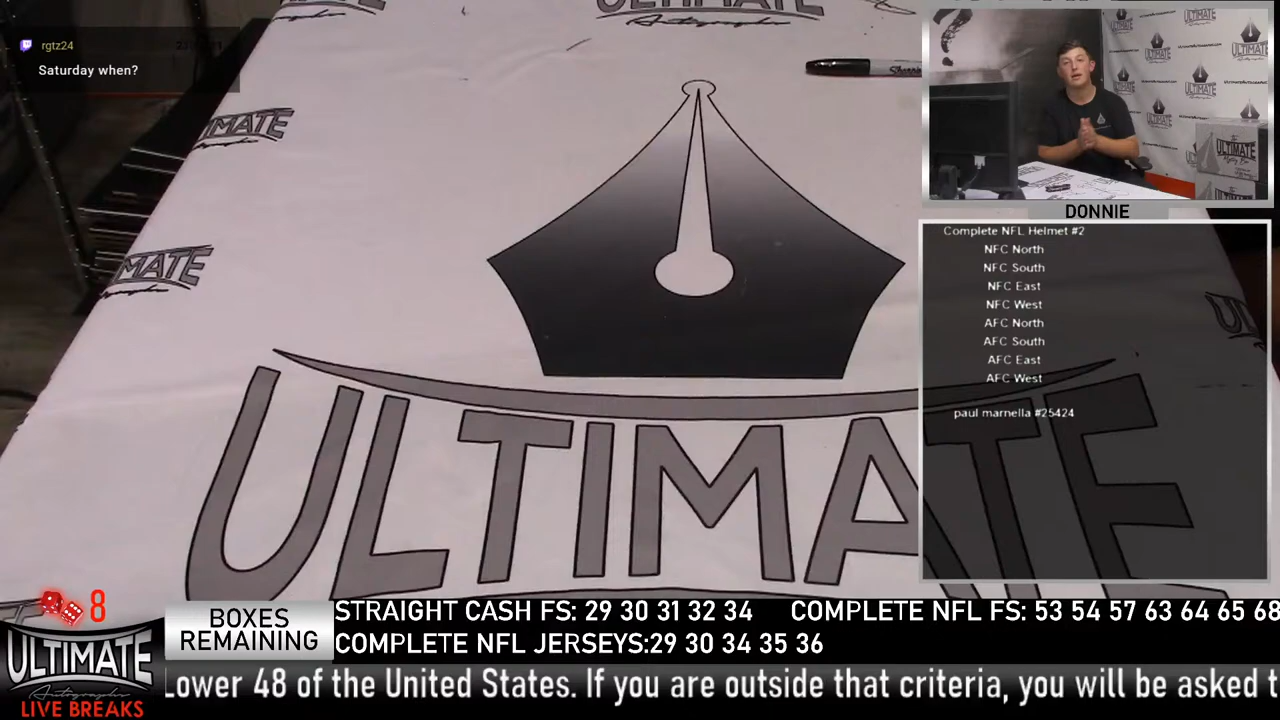 rgtz24
Saturday when?
ULTIMATE
Autographs
Sharpie
ULTIMATE
MATE
ULTIMATE
DONNIE
Complete NFL Helmet #2
NFC North
NFC South
NFC East
NFC West
AFC North
AFC South
AFC East
AFC West
paul marnella #25424
8
ULTIMATE
Autographs
LIVE BREAKS
BOXES
REMAINING
STRAIGHT CASH FS: 29 30 31 32 34 COMPLETE NFL FS: 53 54 57 63 64 65 68
COMPLETE NFL JERSEYS:29 30 34 35 36
Lower 48 of the United States. If you are outside that criteria, you will be asked t